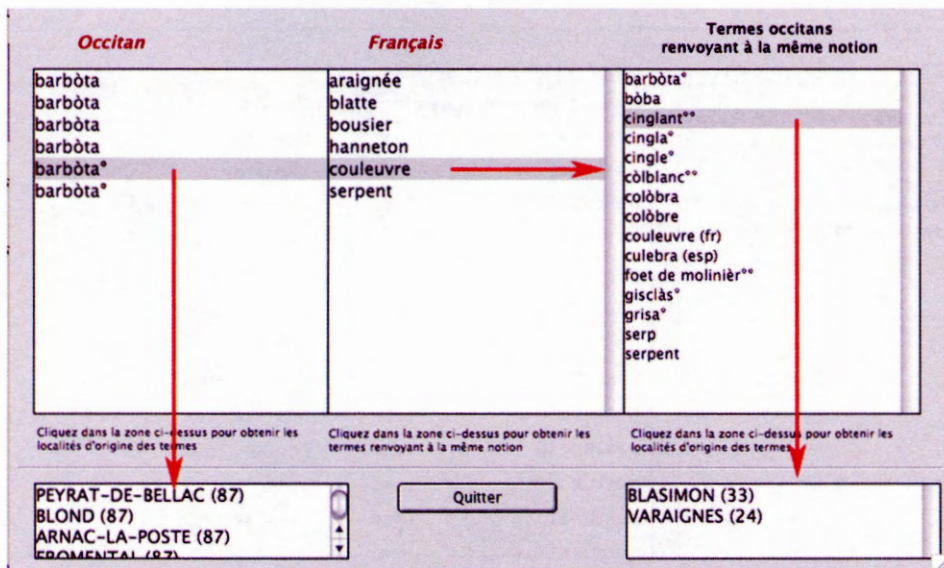 Occitan
Français
Termes occitans
renvoyant à la même notion
barbòta
barbòta
barbòta
barbòta
barbòta°
barbòta°
araignée
blatte
bousier
hanneton
couleuvre
serpent
barbòta°
bòba
cinglant°°
cingla°
cingle°
còlblanc°°
colòbra
colòbre
couleuvre (fr)
culebra (esp)
foet de molinièr°°
gisclàs°
grisa°
serp
serpent
Cliquez dans la zone ci-dessus pour obtenir les
localités d'origine des termes
Cliquez dans la zone ci-dessus pour obtenir les
termes renvoyant à la même notion
Cliquez dans la zone ci-dessus pour obtenir les
localités d'origine des termes
PEYRAT-DE-BELLAC (87)
BLOND (87)
ARNAC-LA-POSTE (87)
FROMENTAL (87)
Quitter
BLASIMON (33)
VARAIGNES (24)